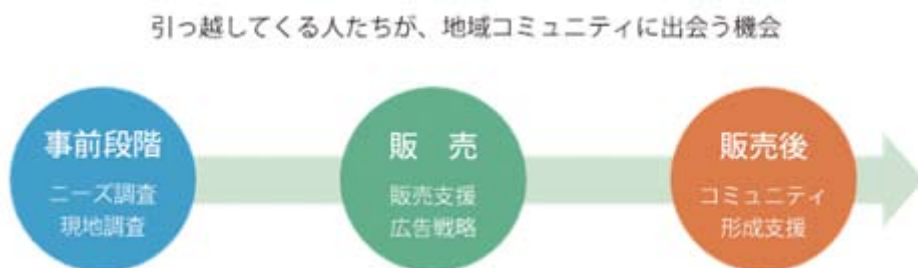 引っ越してくる人たちが、地域コミュニティに出会う機会
事前段階
ニーズ調査
現地調査
販　売
販売支援
広告戦略
販売後
コミュニティ
形成支援